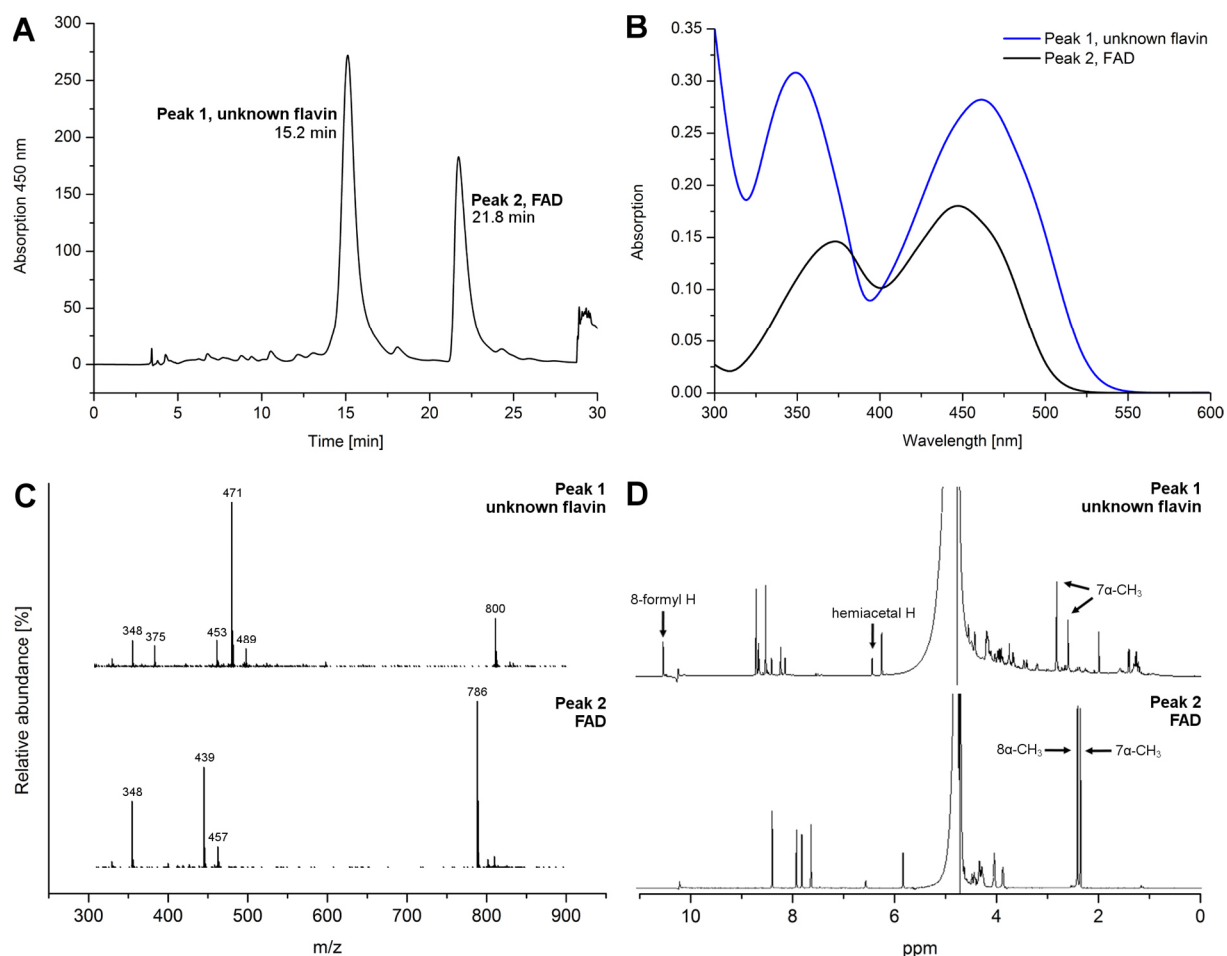 A
Absorption 450 nm
300
250
200
150
100
50
0
Peak 1, unknown flavin
15.2 min
Peak 2, FAD
21.8 min
0 5 10 15 20 25 30
Time [min]
B
Absorption
0.35
0.30
0.25
0.20
0.15
0.10
0.05
0.00
Peak 1, unknown flavin
Peak 2, FAD
300 350 400 450 500 550 600
Wavelength [nm]
C
Relative abundance [%]
Peak 1
unknown flavin
471
800
348
375
453
489
Peak 2
FAD
786
439
348
457
300 400 500 600 700 800 900
m/z
D
Peak 1
unknown flavin
8-formyl H
hemiacetal H
7α-CH₃
Peak 2
FAD
8α-CH₃
7α-CH₃
10 8 6 4 2 0
ppm